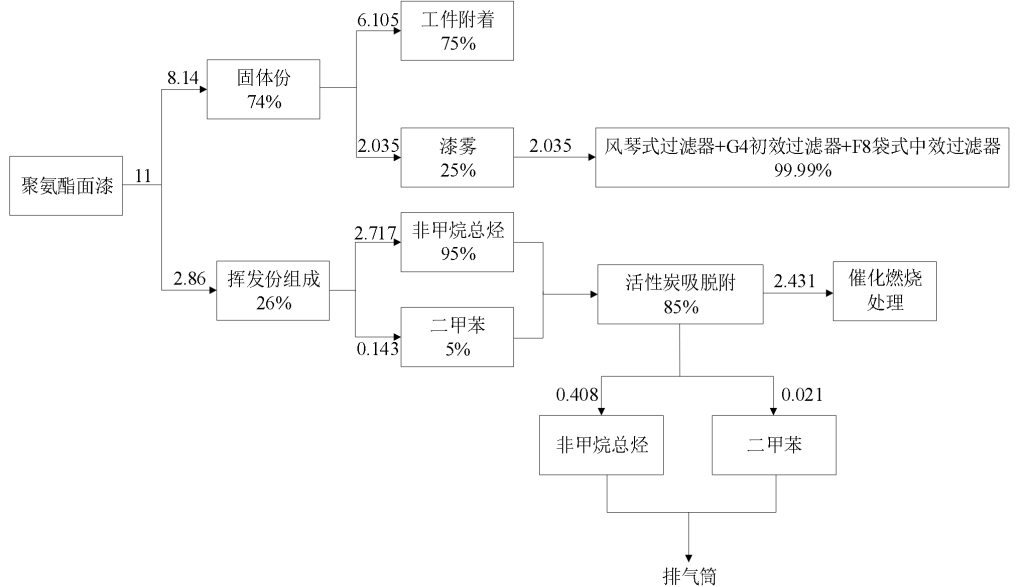 6.105
工件附着
75%
8.14
固体份
74%
2.035
漆雾
25%
2.035
风琴式过滤器+G4初效过滤器+F8袋式中效过滤器
99.99%
聚氨酯面漆
11
2.717
非甲烷总烃
95%
2.86
挥发份组成
26%
活性炭吸脱附
85%
2.431
催化燃烧
处理
二甲苯
5%
0.143
0.408
0.021
非甲烷总烃
二甲苯
排气筒